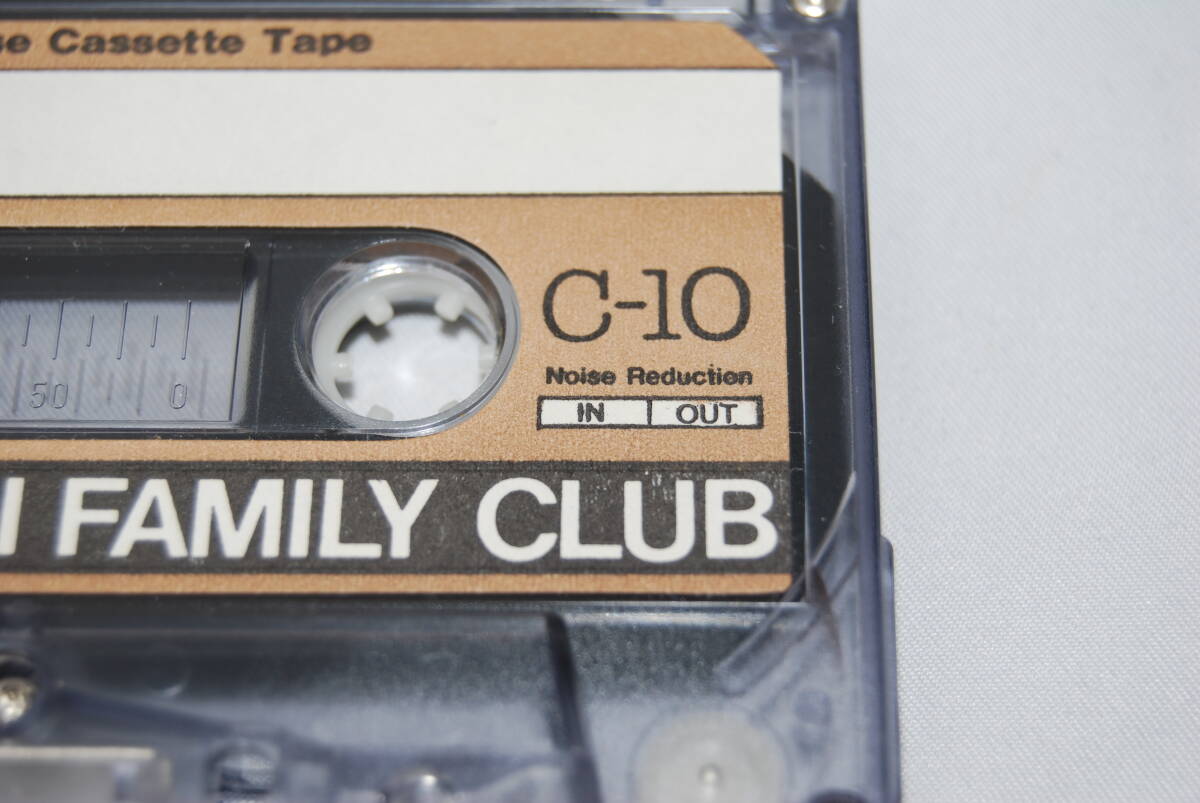 Cassette Tape
C-10
Noise Reduction
IN OUT
50 0
FAMILY CLUB